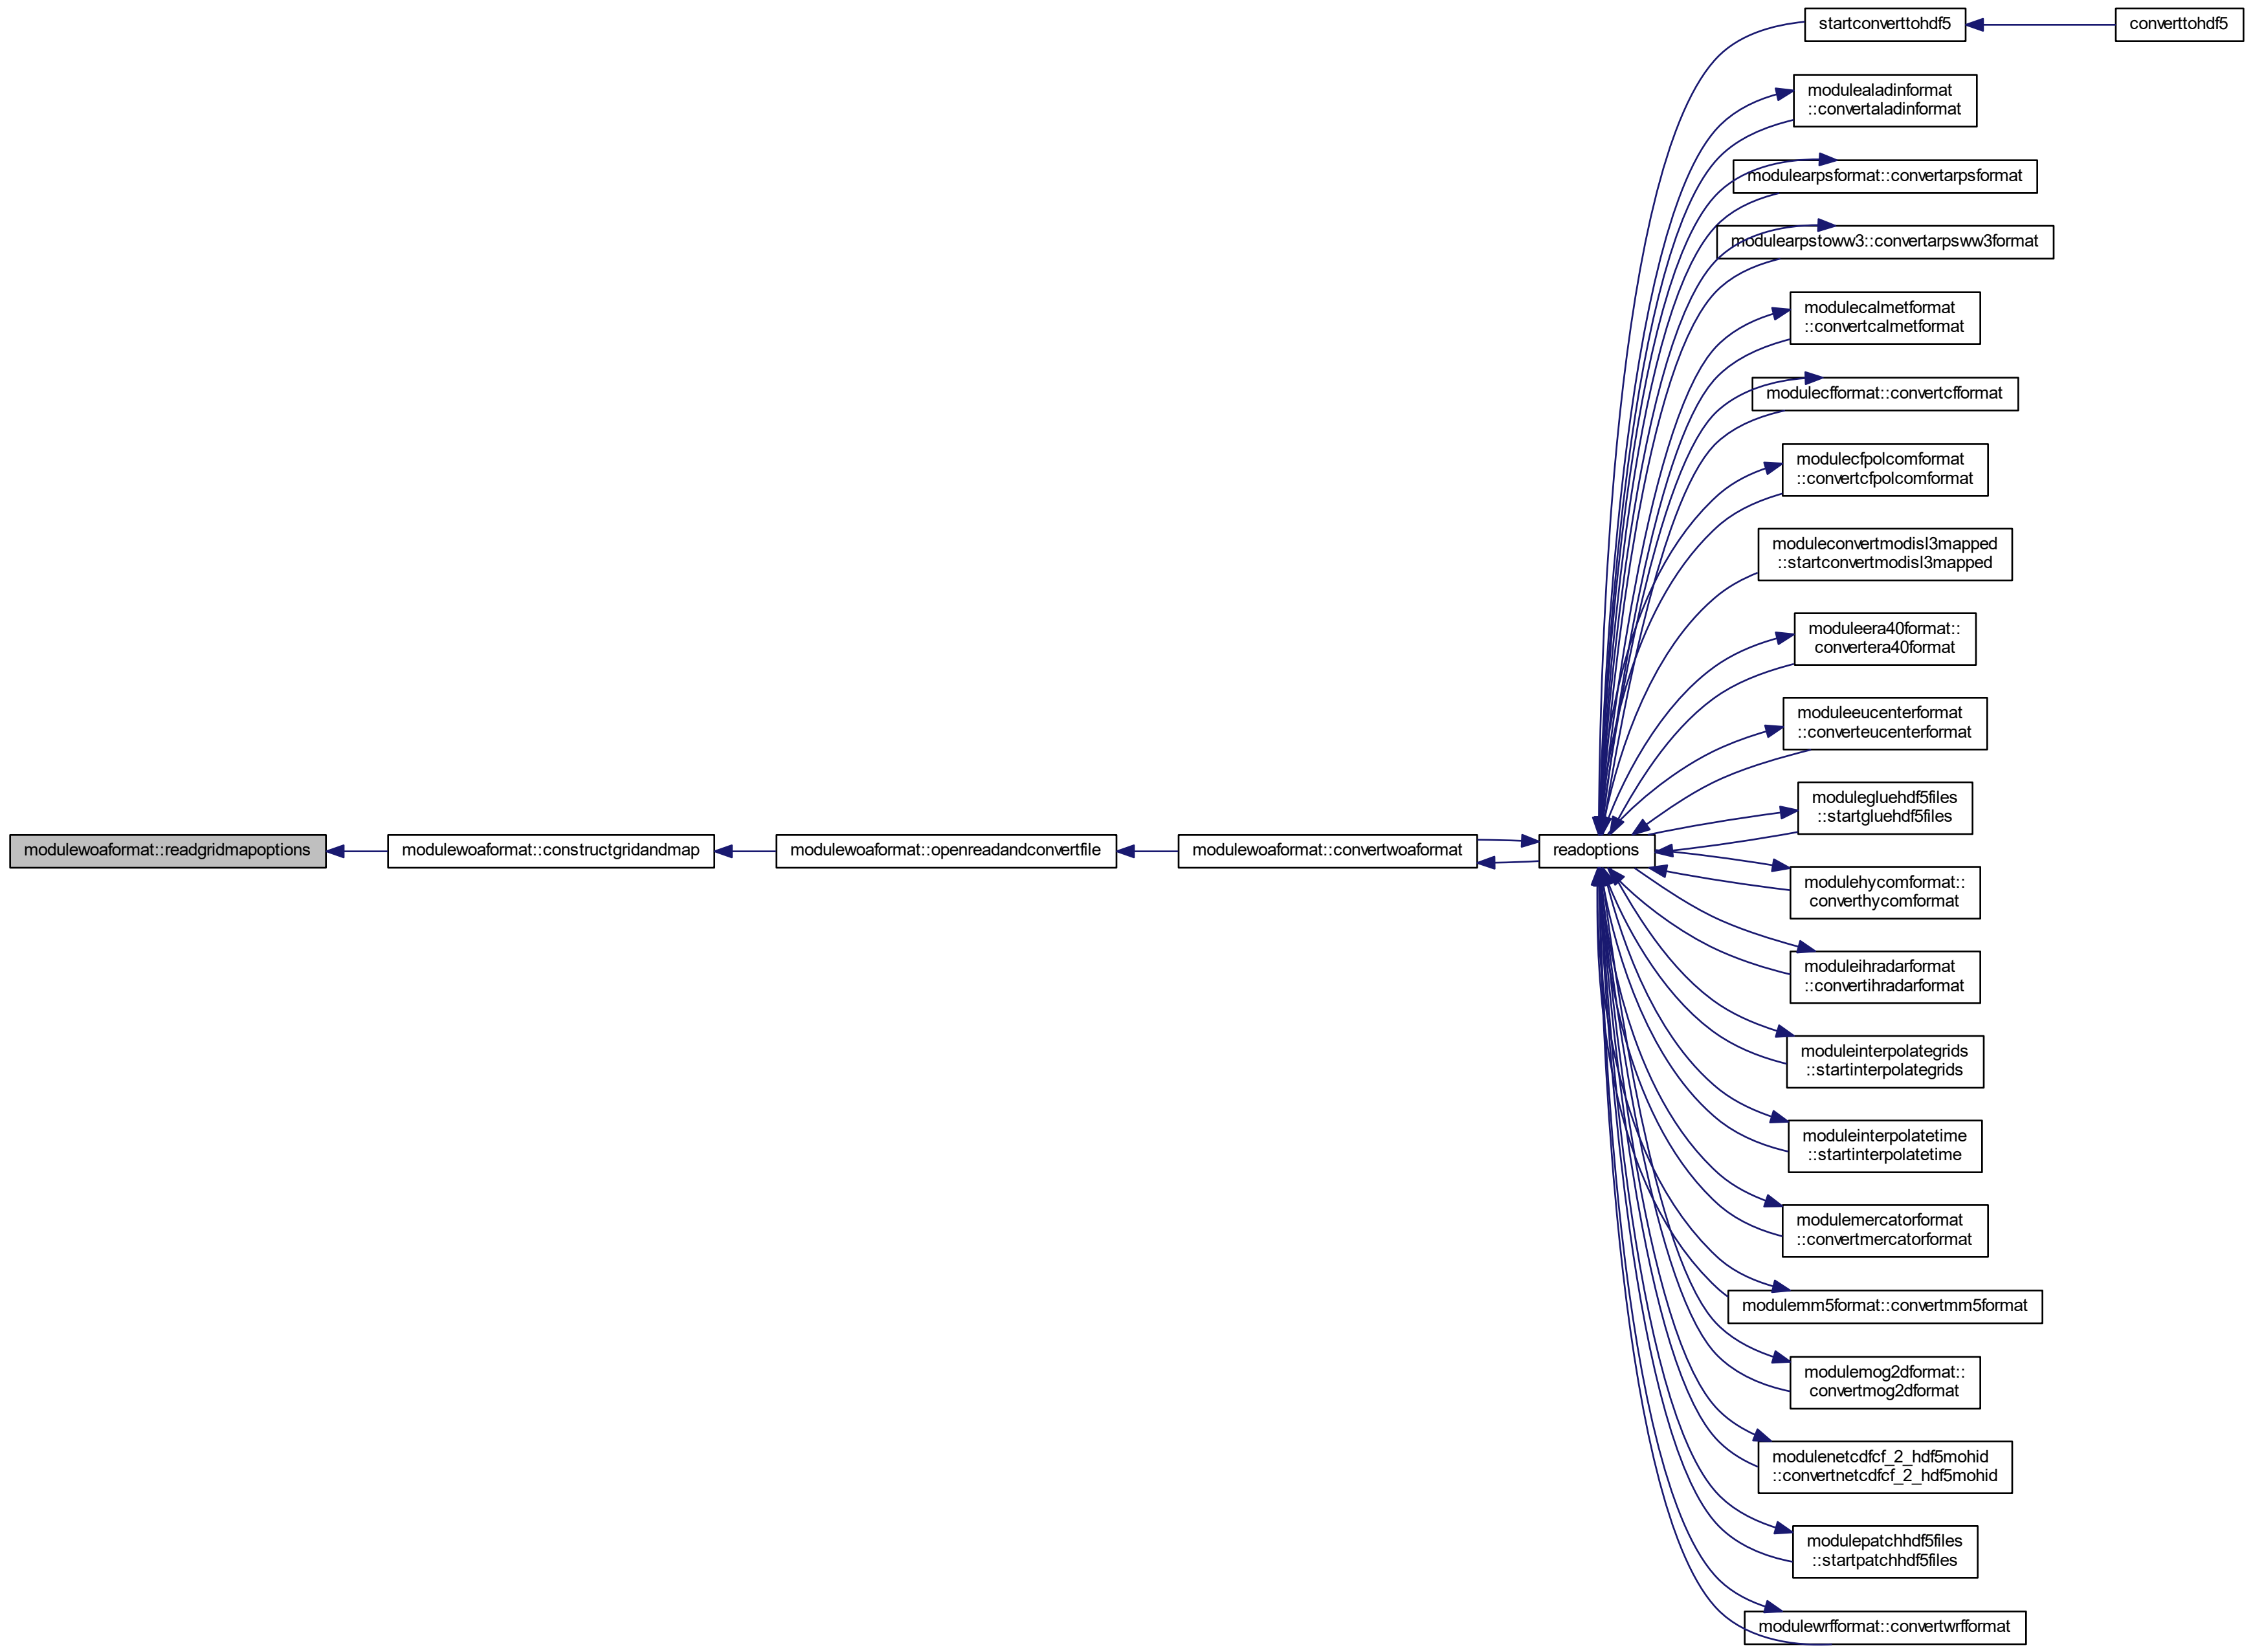 startconverttohdf5
converttohdf5
modulealadinformat
::convertaladinformat
modulearpsformat::convertarpsformat
modulearpstoww3::convertarpsww3format
modulecalmetformat
::convertcalmetformat
modulecfformat::convertcfformat
modulecfpolcomformat
::convertcfpolcomformat
moduleconvertmodisl3mapped
::startconvertmodisl3mapped
moduleera40format::
convertera40format
moduleeucenterformat
::converteucenterformat
modulegluehdf5files
::startgluehdf5files
modulewoaformat::readgridmapoptions
modulewoaformat::constructgridandmap
modulewoaformat::openreadandconvertfile
modulewoaformat::convertwoaformat
readoptions
modulehycomformat::
converthycomformat
moduleihradarformat
::convertihradarformat
moduleinterpolategrids
::startinterpolategrids
moduleinterpolatetime
::startinterpolatetime
modulemercatorformat
::convertmercatorformat
modulemm5format::convertmm5format
modulemog2dformat::
convertmog2dformat
modulenetcdfcf_2_hdf5mohid
::convertnetcdfcf_2_hdf5mohid
modulepatchhdf5files
::startpatchhdf5files
modulewrfformat::convertwrfformat